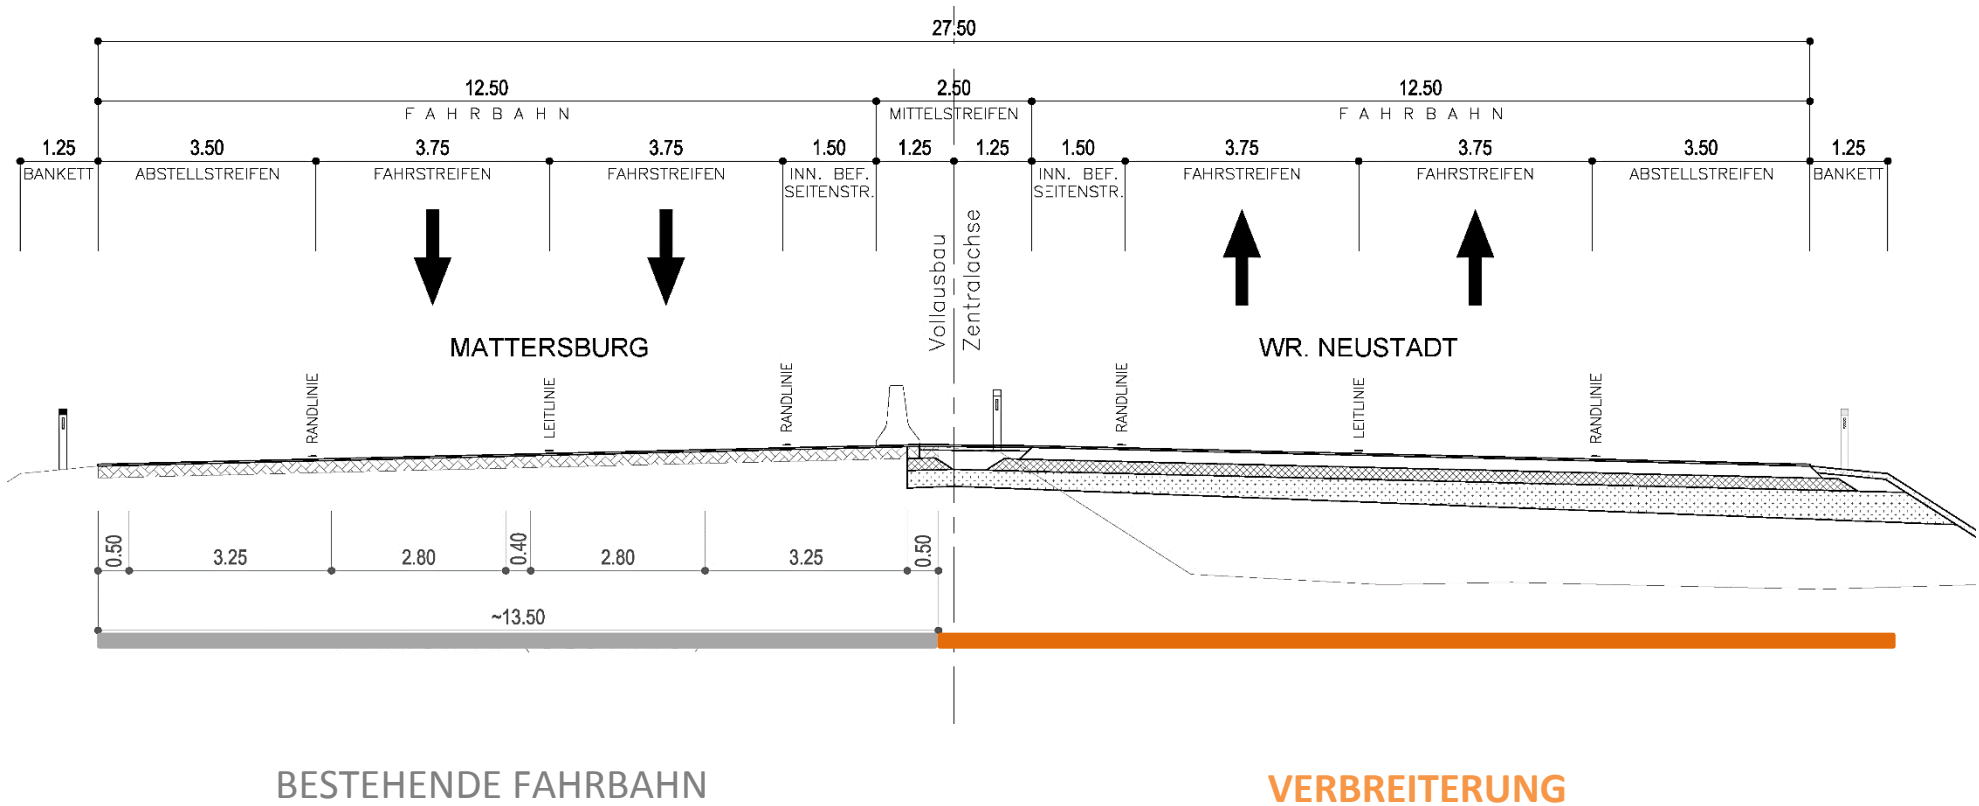 27.50
12.50 2.50 12.50
FAHRBAHN MITTELSTREIFEN FAHRBAHN
1.25 3.50 3.75 3.75 1.50 1.25 1.25 1.50 3.75 3.75 3.50 1.25
BANKETT ABSTELLSTREIFEN FAHRSTREIFEN FAHRSTREIFEN INN. BEF. INN. BEF. FAHRSTREIFEN FAHRSTREIFEN ABSTELLSTREIFEN BANKETT
SEITENSTR. SEITENSTR.
Vollausbau
Zentralachse
MATTERSBURG WR. NEUSTADT
RANDLINIE LEITLINIE RANDLINIE RANDLINIE LEITLINIE RANDLINIE
0.50 3.25 2.80 0.40 2.80 3.25 0.50
~13.50
BESTEHENDE FAHRBAHN VERBREITERUNG